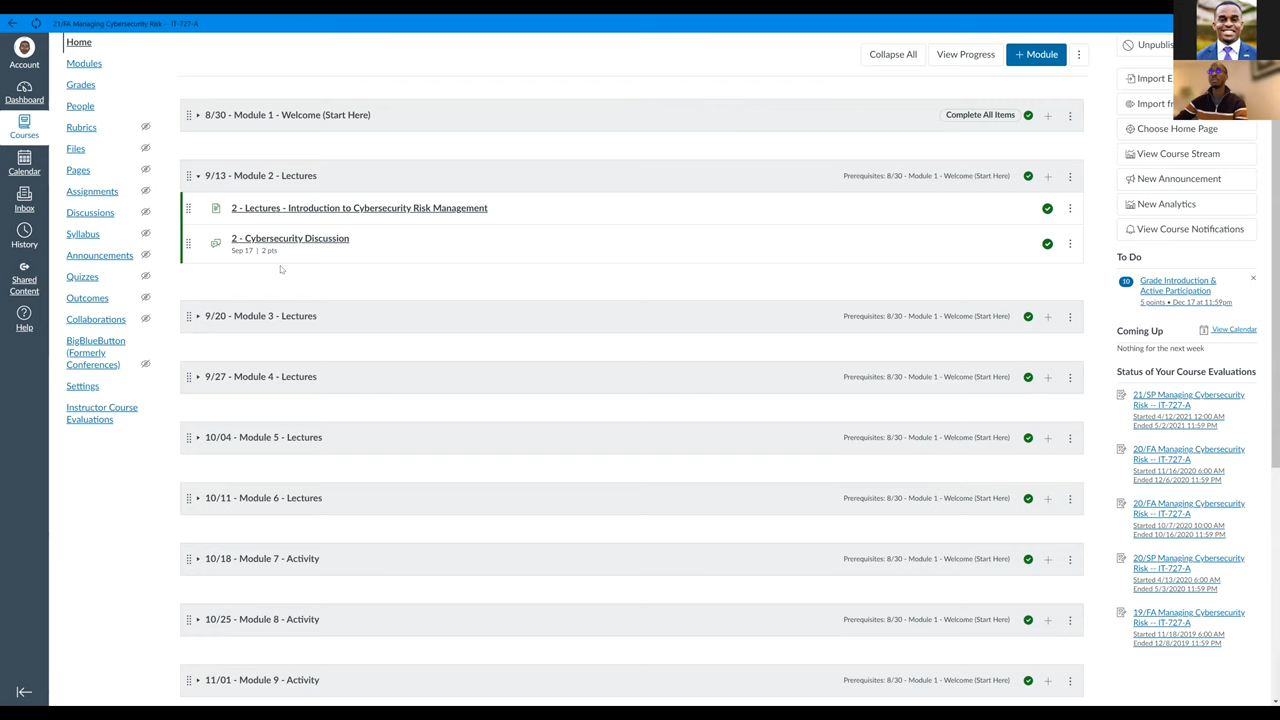 21/FA Managing Cybersecurity Risk -- IT-727-A
Account
Dashboard
Courses
Calendar
Inbox
History
Shared
Content
Help
Home
Modules
Grades
People
Rubrics
Files
Pages
Assignments
Discussions
Syllabus
Announcements
Quizzes
Outcomes
Collaborations
BigBlueButton
(Formerly
Conferences)
Settings
Instructor Course
Evaluations
Collapse All
View Progress
+ Module
8/30 - Module 1 - Welcome (Start Here)
Complete All Items
9/13 - Module 2 - Lectures
Prerequisites: 8/30 - Module 1 - Welcome (Start Here)
2 - Lectures - Introduction to Cybersecurity Risk Management
2 - Cybersecurity Discussion
Sep 17 | 2 pts
9/20 - Module 3 - Lectures
Prerequisites: 8/30 - Module 1 - Welcome (Start Here)
9/27 - Module 4 - Lectures
Prerequisites: 8/30 - Module 1 - Welcome (Start Here)
10/04 - Module 5 - Lectures
Prerequisites: 8/30 - Module 1 - Welcome (Start Here)
10/11 - Module 6 - Lectures
Prerequisites: 8/30 - Module 1 - Welcome (Start Here)
10/18 - Module 7 - Activity
Prerequisites: 8/30 - Module 1 - Welcome (Start Here)
10/25 - Module 8 - Activity
Prerequisites: 8/30 - Module 1 - Welcome (Start Here)
11/01 - Module 9 - Activity
Prerequisites: 8/30 - Module 1 - Welcome (Start Here)
Unpublis
Import E
Import fr
Choose Home Page
View Course Stream
New Announcement
New Analytics
View Course Notifications
To Do
10
Grade Introduction &
Active Participation
5 points • Dec 17 at 11:59pm
Coming Up
View Calendar
Nothing for the next week
Status of Your Course Evaluations
21/SP Managing Cybersecurity
Risk -- IT-727-A
Started 4/12/2021 12:00 AM
Ended 5/2/2021 11:59 PM
20/FA Managing Cybersecurity
Risk -- IT-727-A
Started 11/16/2020 6:00 AM
Ended 12/6/2020 11:59 PM
20/FA Managing Cybersecurity
Risk -- IT-727-A
Started 10/7/2020 10:00 AM
Ended 10/16/2020 11:59 PM
20/SP Managing Cybersecurity
Risk -- IT-727-A
Started 4/13/2020 6:00 AM
Ended 5/3/2020 11:59 PM
19/FA Managing Cybersecurity
Risk -- IT-727-A
Started 11/18/2019 6:00 AM
Ended 12/8/2019 11:59 PM